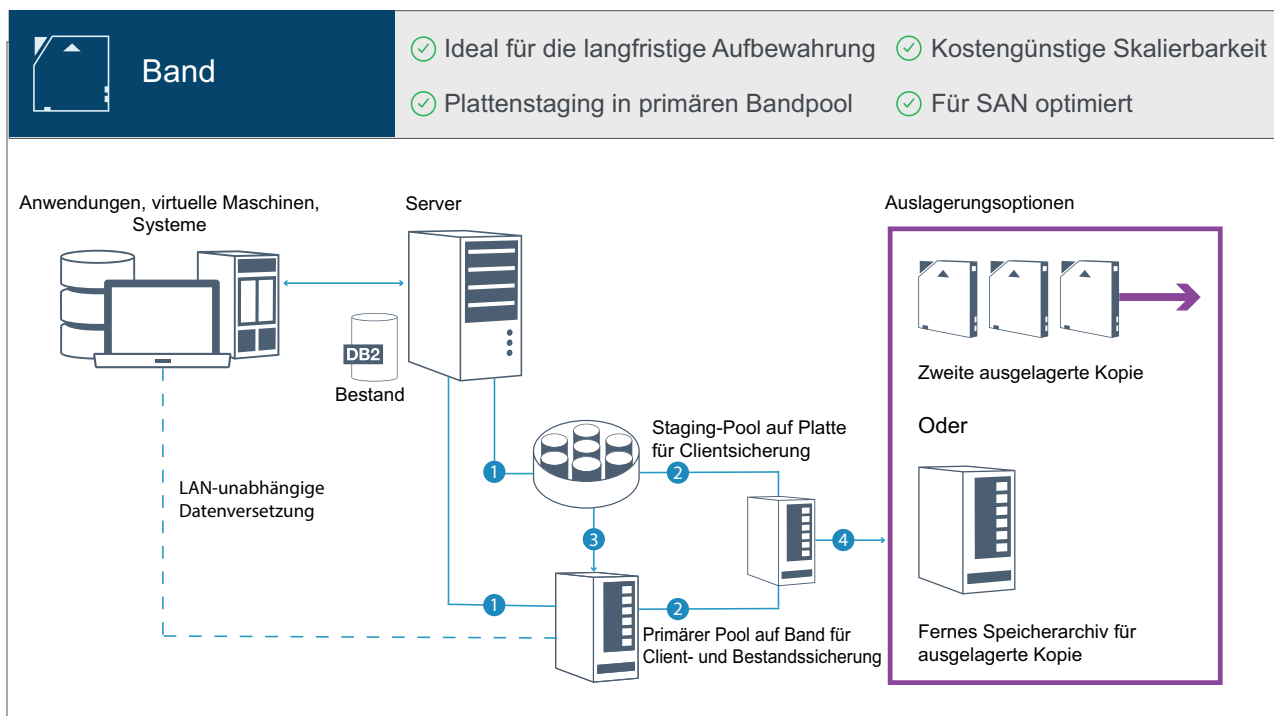 Band
Ideal für die langfristige Aufbewahrung
Kostengünstige Skalierbarkeit
Plattenstaging in primären Bandpool
Für SAN optimiert
Anwendungen, virtuelle Maschinen,
Systeme
Server
Auslagerungsoptionen
DB2
Bestand
Zweite ausgelagerte Kopie
Oder
Staging-Pool auf Platte
für Clientsicherung
1
2
LAN-unabhängige
Datenversetzung
3
4
1
2
Primärer Pool auf Band für
Client- und Bestandssicherung
Fernes Speicherarchiv für
ausgelagerte Kopie